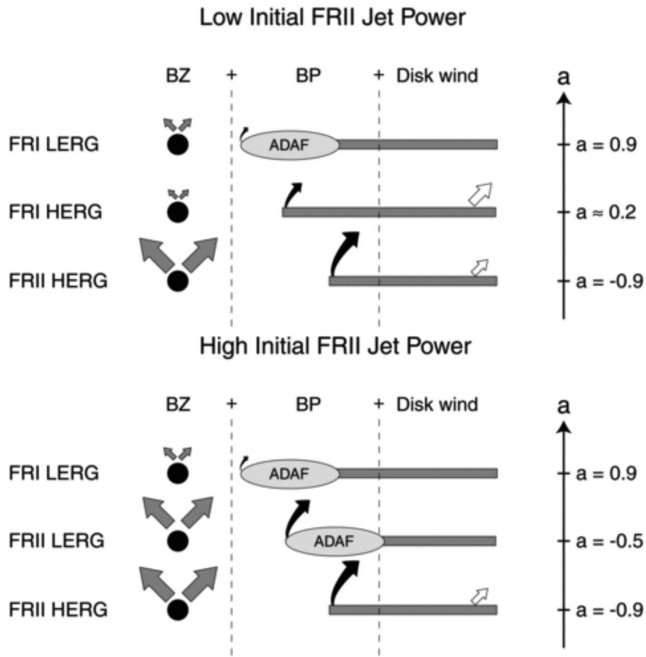 Low Initial FRII Jet Power
BZ + BP + Disk wind a
FRI LERG ADAF a = 0.9
FRI HERG a ≈ 0.2
FRII HERG a = -0.9
High Initial FRII Jet Power
BZ + BP + Disk wind a
FRI LERG ADAF a = 0.9
FRII LERG ADAF a = -0.5
FRII HERG a = -0.9